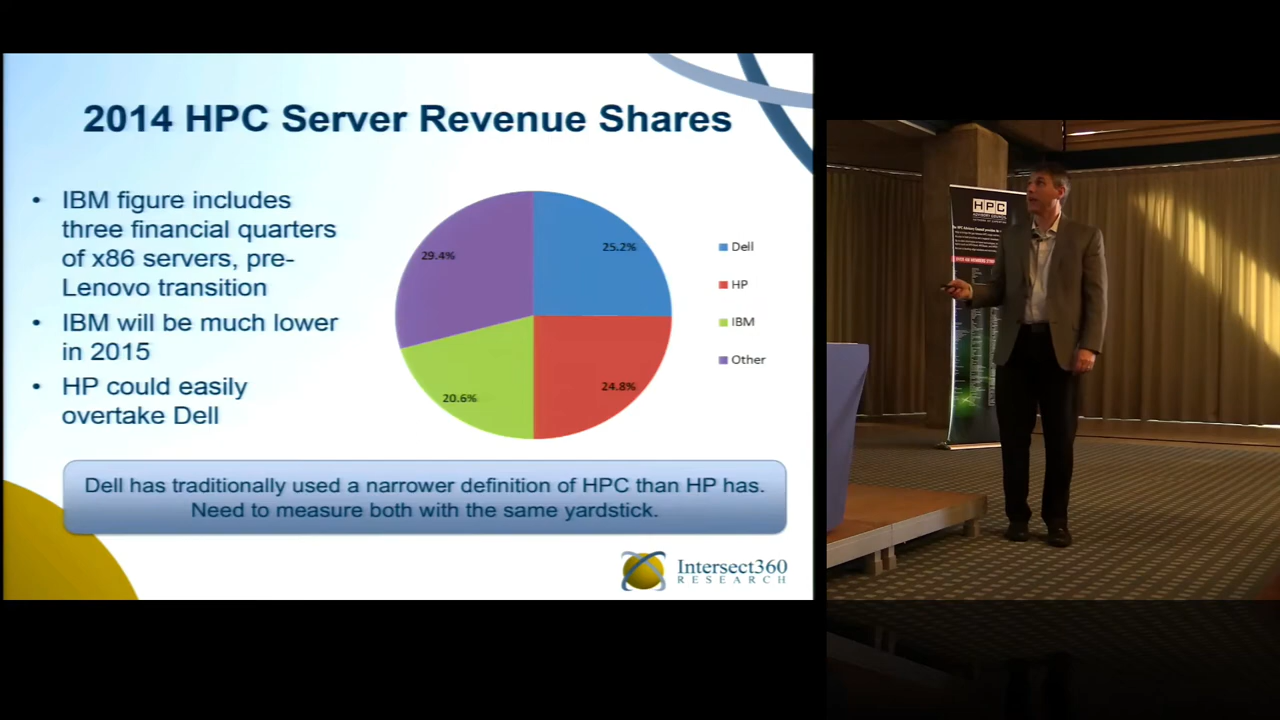 2014 HPC Server Revenue Shares
• IBM figure includes
three financial quarters
of x86 servers, pre-
Lenovo transition
• IBM will be much lower
in 2015
• HP could easily
overtake Dell
29.4%
25.2%
20.6%
24.8%
Dell
HP
IBM
Other
Dell has traditionally used a narrower definition of HPC than HP has.
Need to measure both with the same yardstick.
Intersect360
RESEARCH
HPC
ADVISORY COUNCIL